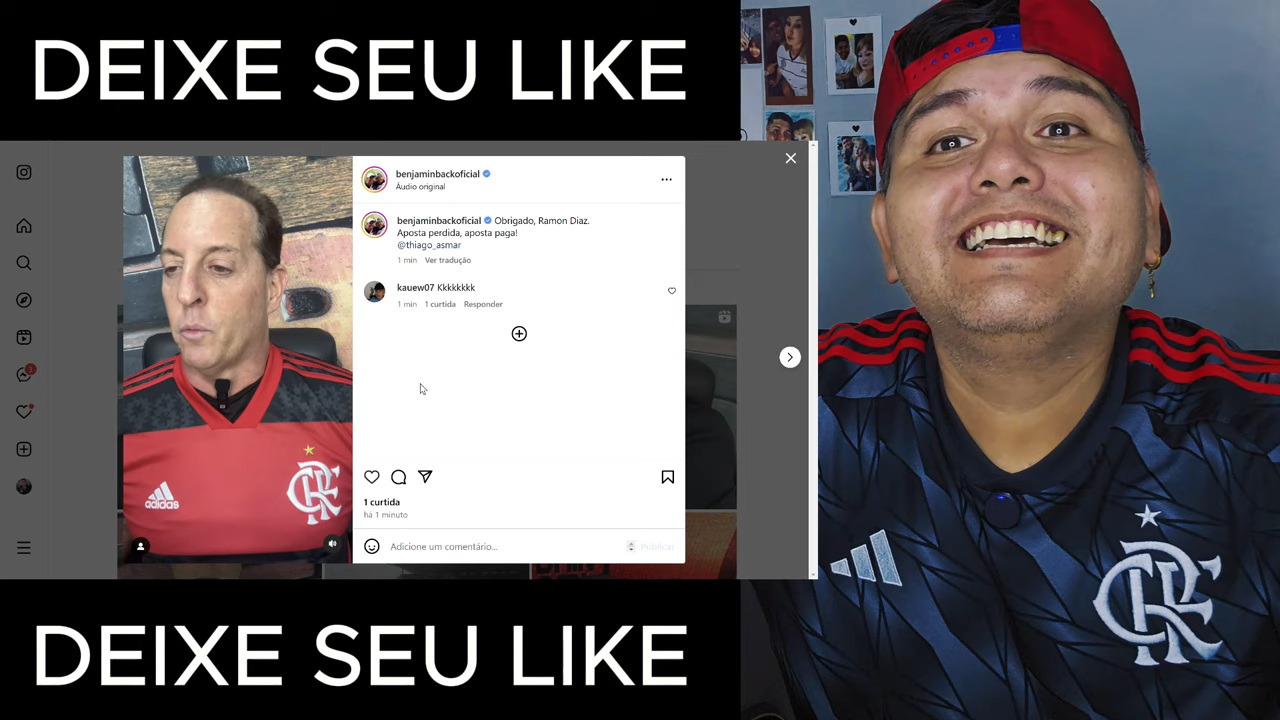 DEIXE SEU LIKE
benjaminbackoficial
Áudio original
benjaminbackoficial Obrigado, Ramon Diaz.
Aposta perdida, aposta paga!
@thiago_asmar
1 min Ver tradução
kauew07 Kkkkkkkk
1 min 1 curtida Responder
adidas
CRF
1 curtida
há 1 minuto
Adicione um comentário...
Publicar
CRF
DEIXE SEU LIKE